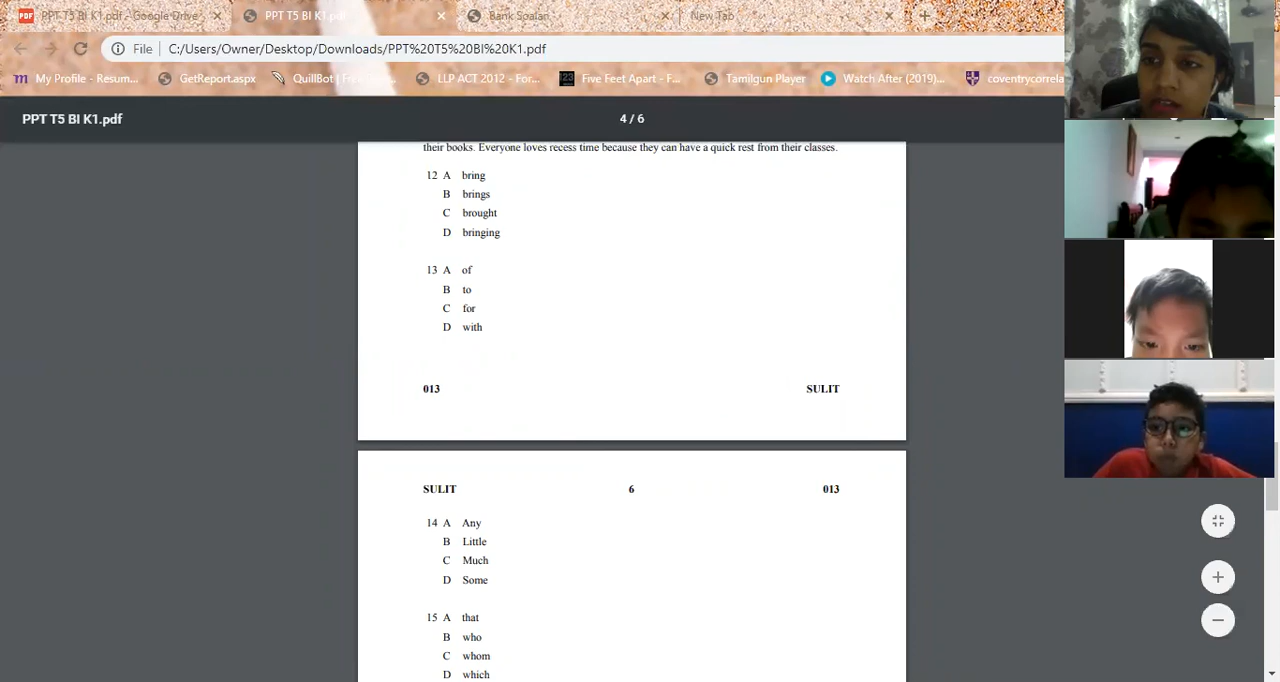 PPT T5 BI K1.pdf - Google Drive
PPT T5 BI K1.pdf
Bank Soalan
New Tab
File
C:/Users/Owner/Desktop/Downloads/PPT%20T5%20BI%20K1.pdf
My Profile - Resum...
GetReport.aspx
QuillBot
LLP ACT 2012 - For...
123
Five Feet Apart - F...
Tamilgun Player
Watch After (2019)...
coventrycorrela
PPT T5 BI K1.pdf
4 / 6
their books. Everyone loves recess time because they can have a quick rest from their classes.
12 A bring
B brings
C brought
D bringing
13 A of
B to
C for
D with
013 SULIT
SULIT 6 013
14 A Any
B Little
C Much
D Some
15 A that
B who
C whom
D which